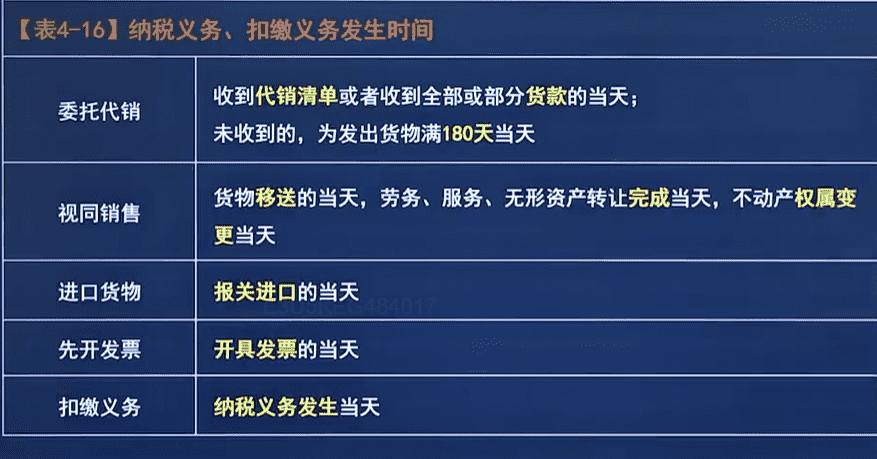 【表4-16】纳税义务、扣缴义务发生时间
委托代销
收到代销清单或者收到全部或部分货款的当天；
未收到的，为发出货物满180天当天
视同销售
货物移送的当天，劳务、服务、无形资产转让完成当天，不动产权属变
更当天
进口货物
报关进口的当天
先开发票
开具发票的当天
扣缴义务
纳税义务发生当天